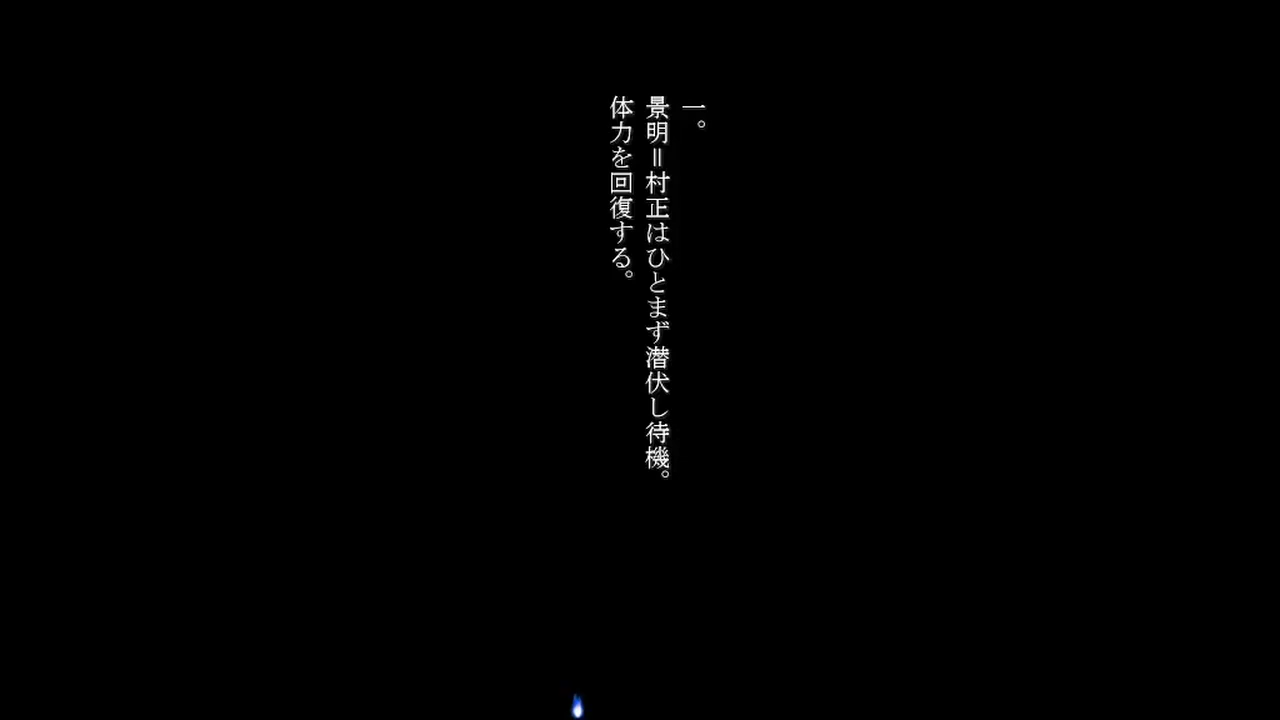 一。
景明＝村正はひとまず潜伏し待機。
体力を回復する。